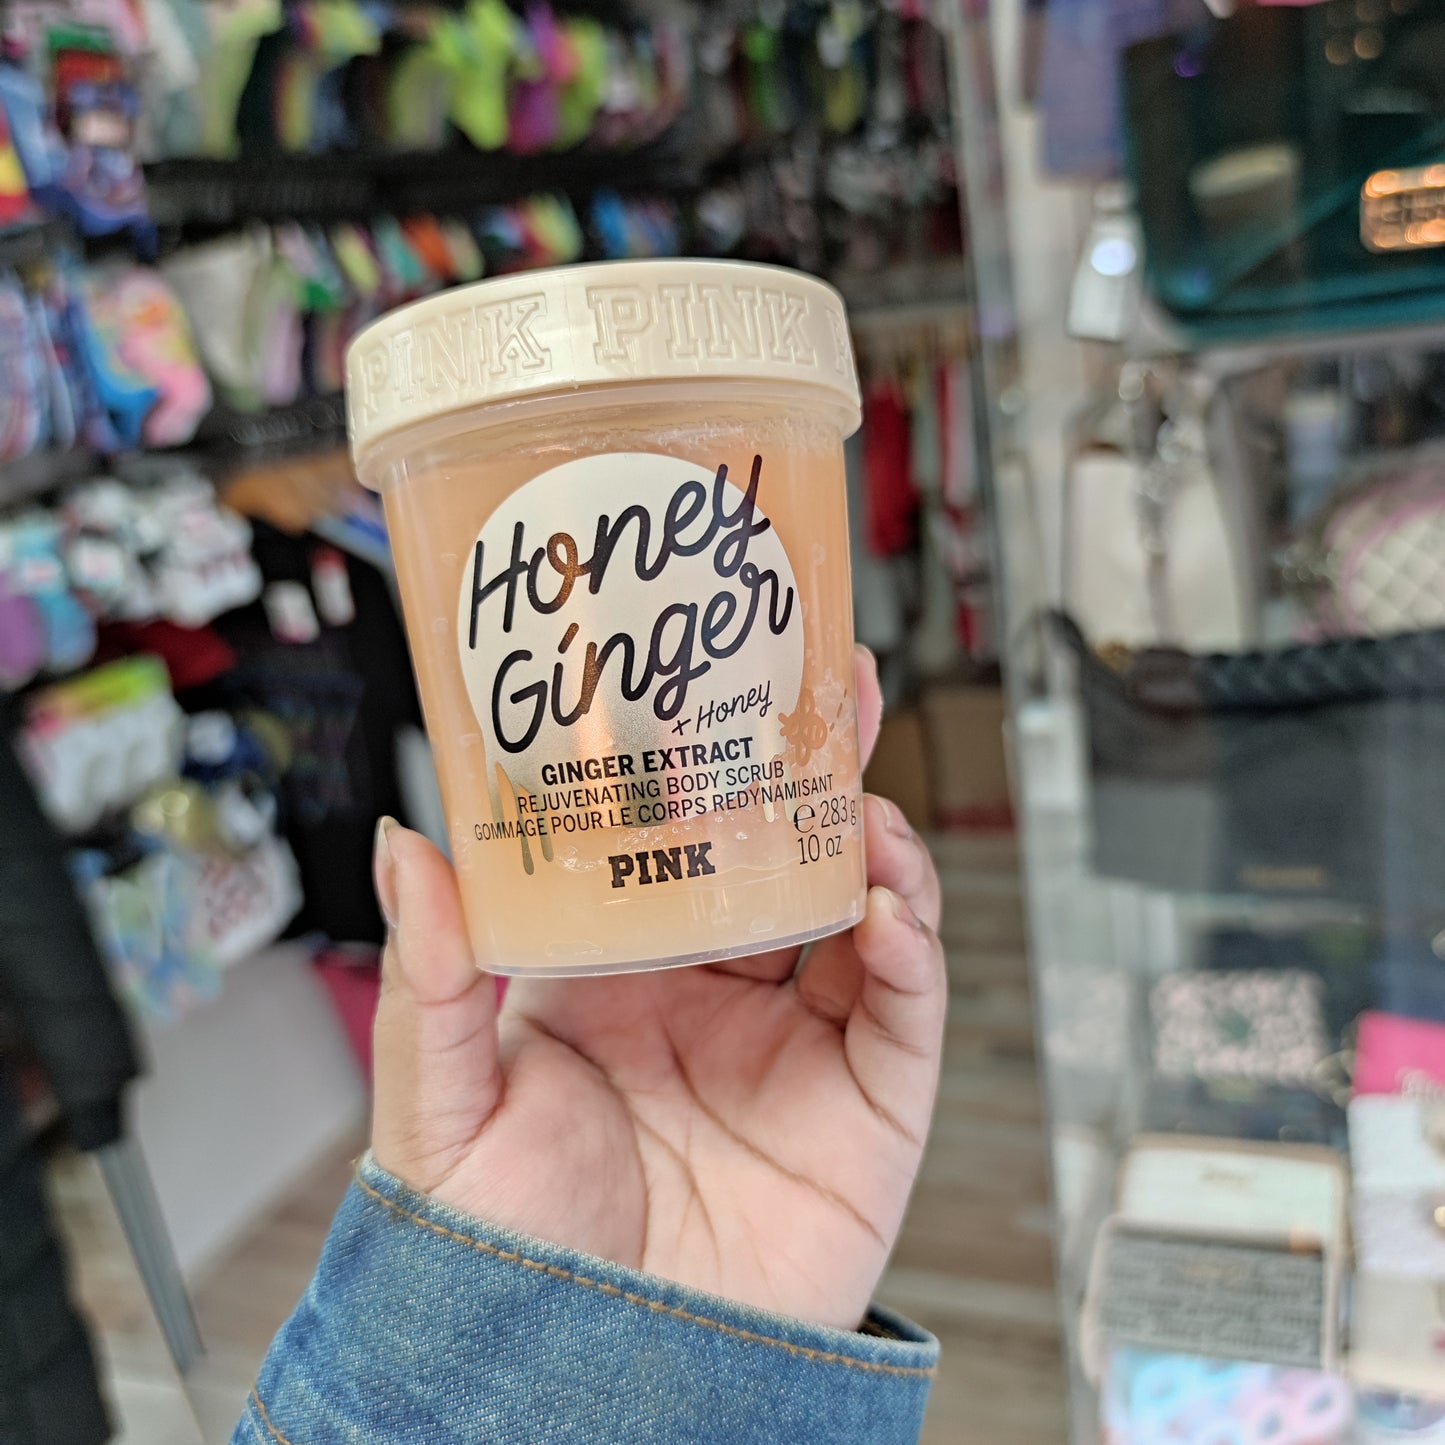 PINK PINK
Honey
Ginger
+ Honey
GINGER EXTRACT
REJUVENATING BODY SCRUB
GOMMAGE POUR LE CORPS REDYNAMISANT
℮ 283 g
10 oz
PINK